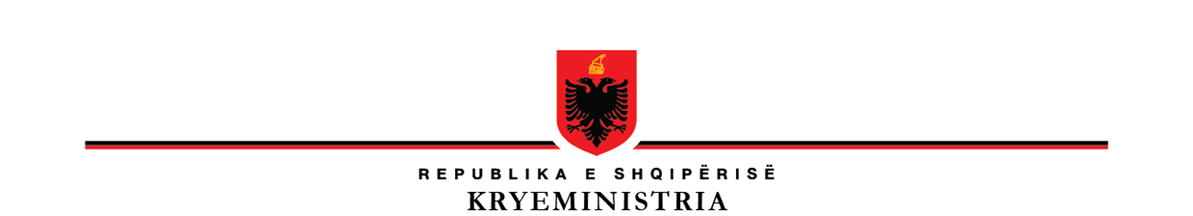 REPUBLIKA E SHQIPËRISË
KRYEMINISTRIA